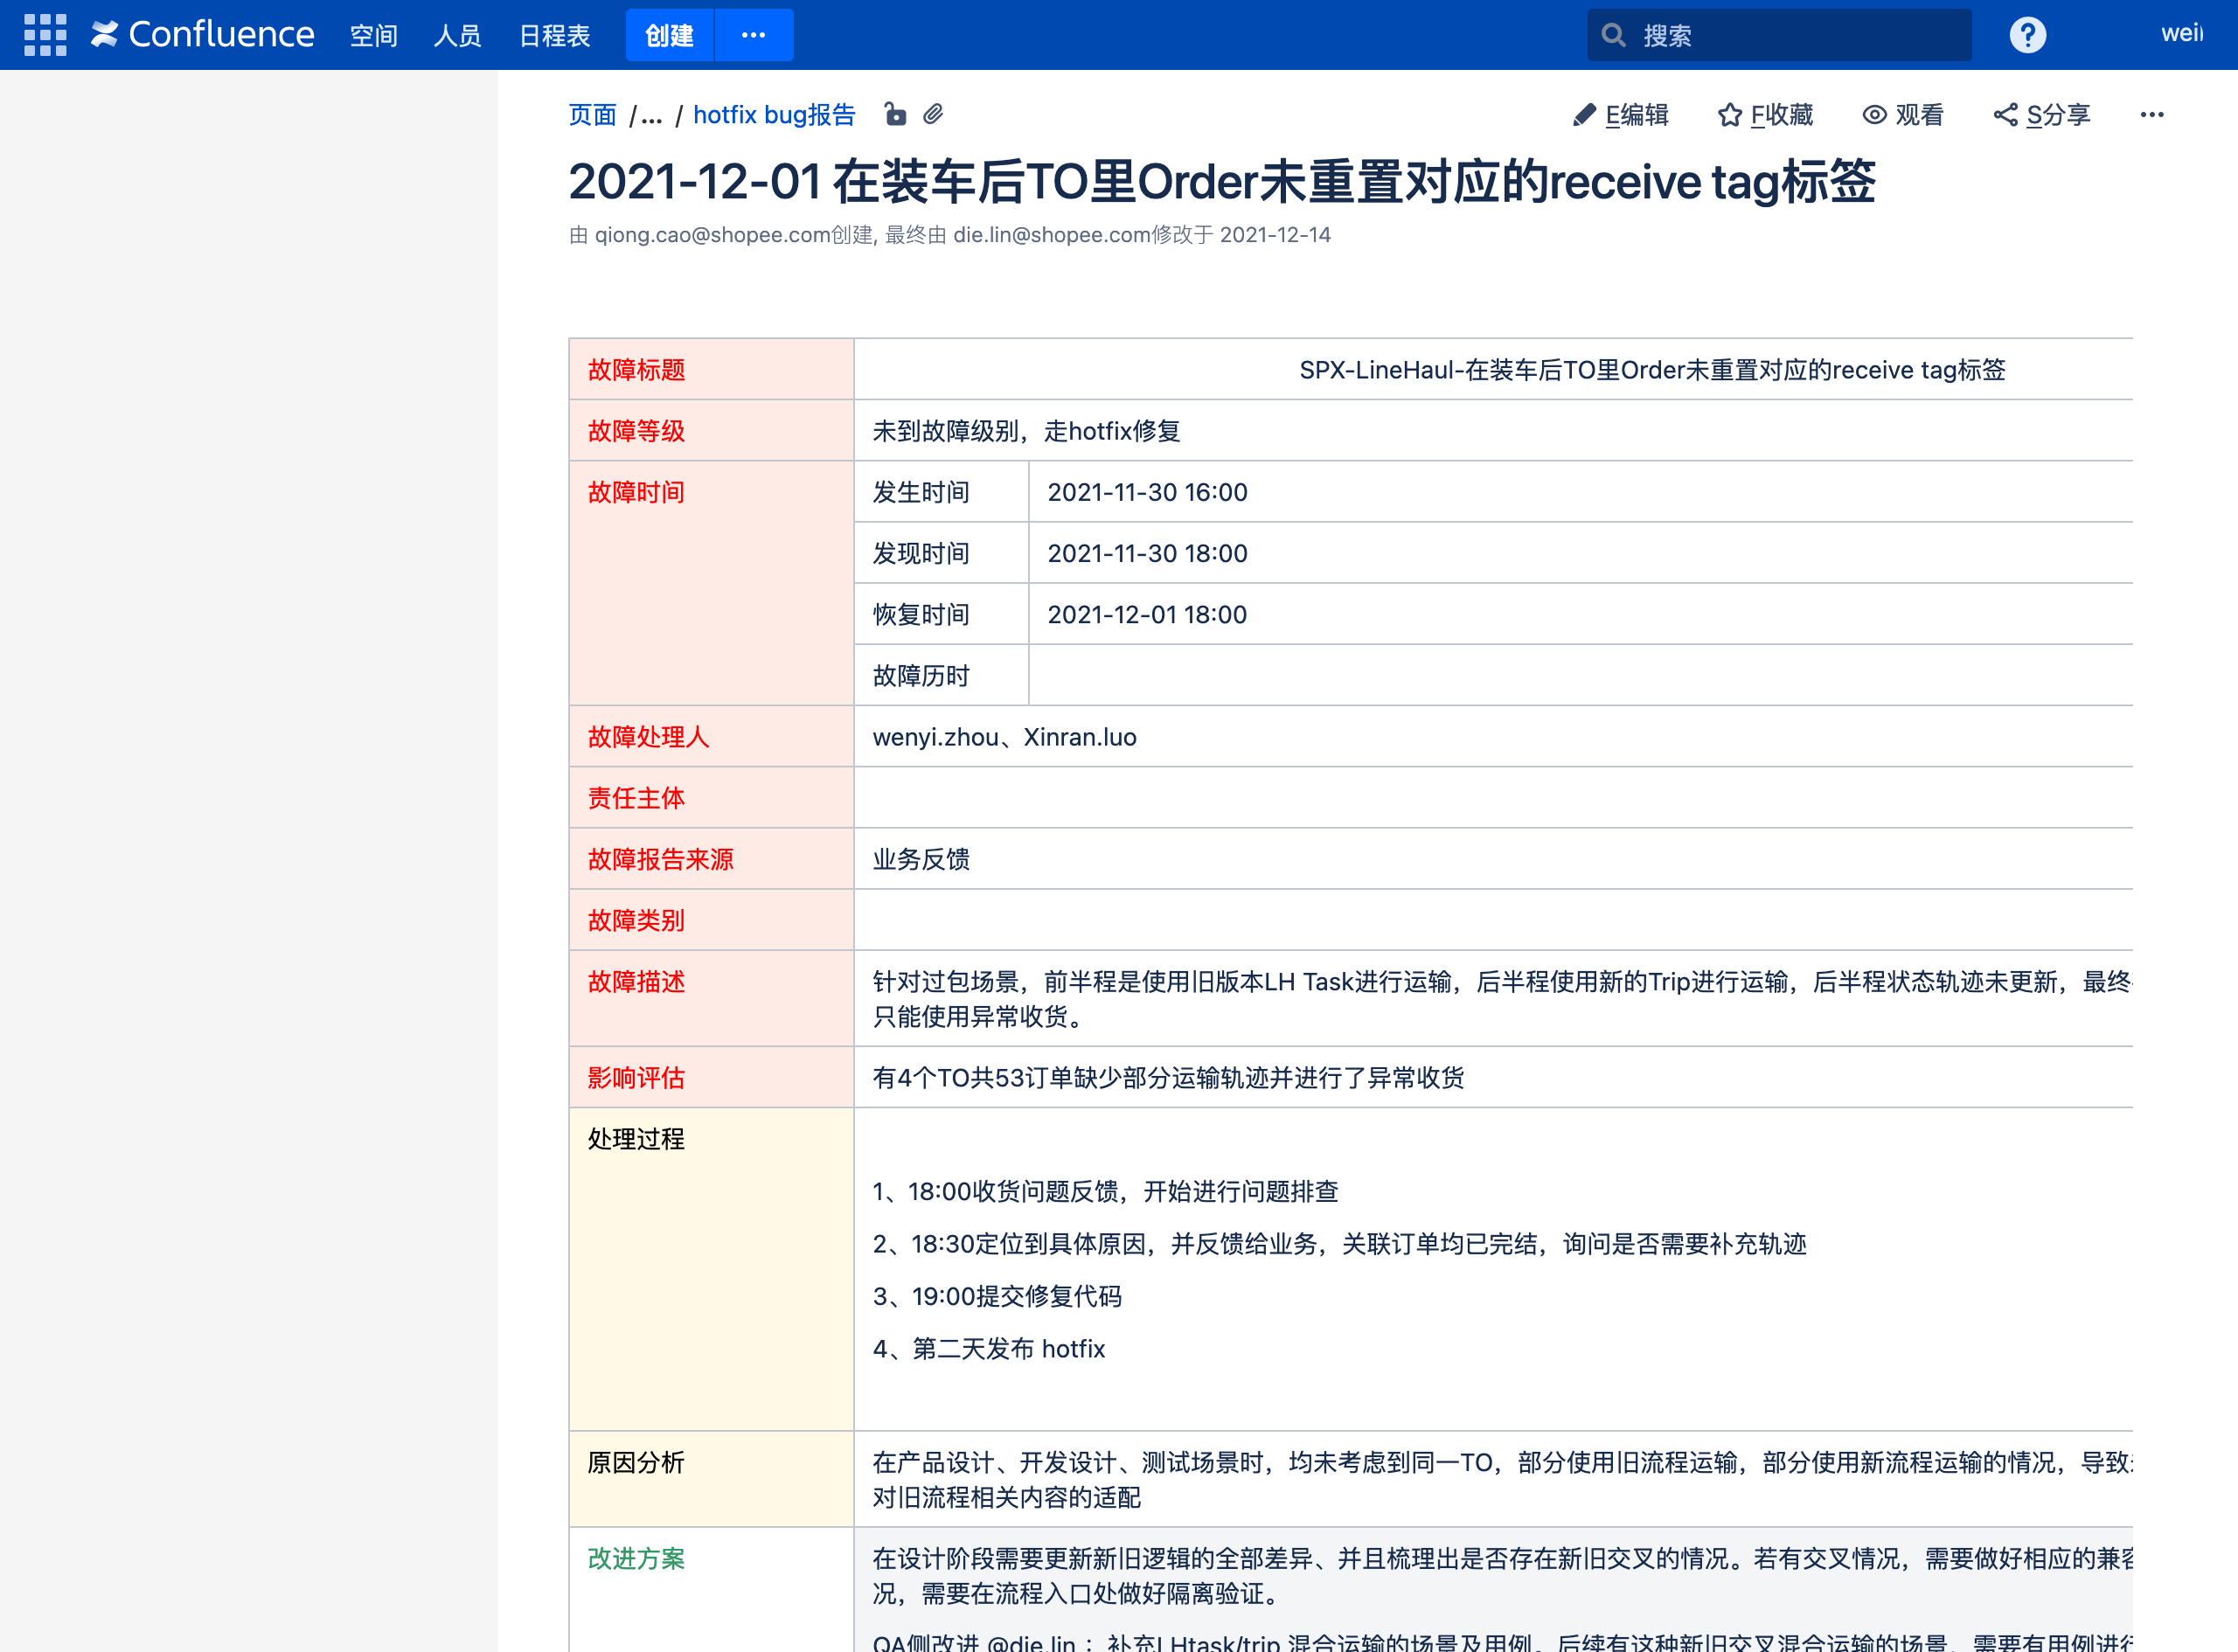 Confluence 空间 人员 日程表 创建 ··· 搜索 ?
页面 /... / hotfix bug报告 E编辑 F收藏 观看 S分享 ···
2021-12-01 在装车后TO里Order未重置对应的receive tag标签
由 qiong.cao@shopee.com创建, 最终由 die.lin@shopee.com修改于 2021-12-14
故障标题 SPX-LineHaul-在装车后TO里Order未重置对应的receive tag标签
故障等级 未到故障级别，走hotfix修复
故障时间 发生时间 2021-11-30 16:00
发现时间 2021-11-30 18:00
恢复时间 2021-12-01 18:00
故障历时
故障处理人 wenyi.zhou、Xinran.luo
责任主体
故障报告来源 业务反馈
故障类别
故障描述 针对过包场景，前半程是使用旧版本LH Task进行运输，后半程使用新的Trip进行运输，后半程状态轨迹未更新，最终
只能使用异常收货。
影响评估 有4个TO共53订单缺少部分运输轨迹并进行了异常收货
处理过程
1、18:00收货问题反馈，开始进行问题排查
2、18:30定位到具体原因，并反馈给业务，关联订单均已完结，询问是否需要补充轨迹
3、19:00提交修复代码
4、第二天发布 hotfix
原因分析 在产品设计、开发设计、测试场景时，均未考虑到同一TO，部分使用旧流程运输，部分使用新流程运输的情况，导致
对旧流程相关内容的适配
改进方案 在设计阶段需要更新新旧逻辑的全部差异、并且梳理出是否存在新旧交叉的情况。若有交叉情况，需要做好相应的兼容
况，需要在流程入口处做好隔离验证。
QA侧改进 @die.lin ：补充LHtask/trip 混合运输的场景及用例。后续有这种新旧交叉混合运输的场景，需要有用例进行